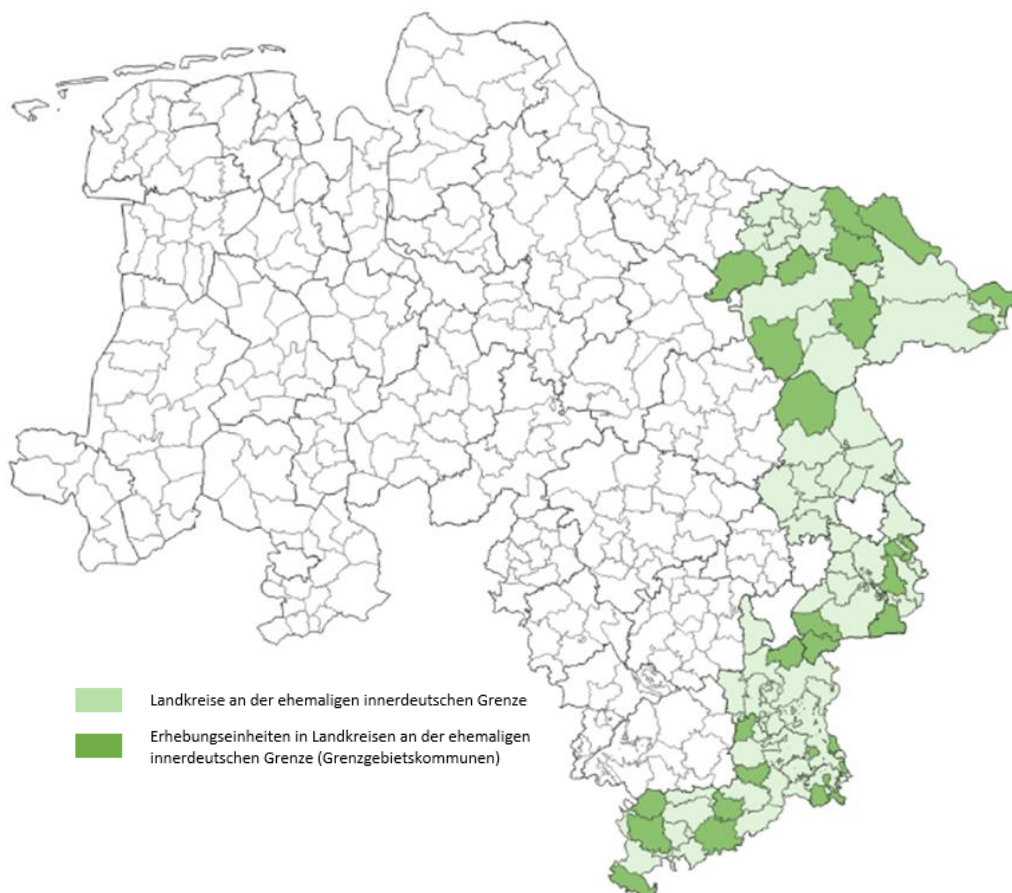 Landkreise an der ehemaligen innerdeutschen Grenze
Erhebungseinheiten in Landkreisen an der ehemaligen
innerdeutschen Grenze (Grenzgebietskommunen)